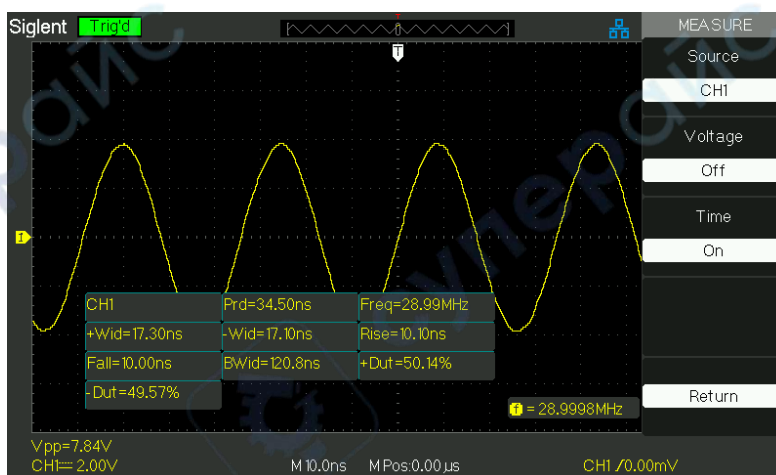 Siglent Trig'd
MEASURE
T
Source
CH1
Voltage
Off
Time
On
CH1 Prd=34.50ns Freq=28.99MHz
+Wid=17.30ns -Wid=17.10ns Rise=10.10ns
Fall=10.00ns BWid=120.8ns +Dut=50.14%
-Dut=49.57%
Return
f = 28.9998MHz
Vpp=7.84V
CH1 2.00V M 10.0ns M Pos:0.00µs CH1 /0.00mV
суперайс